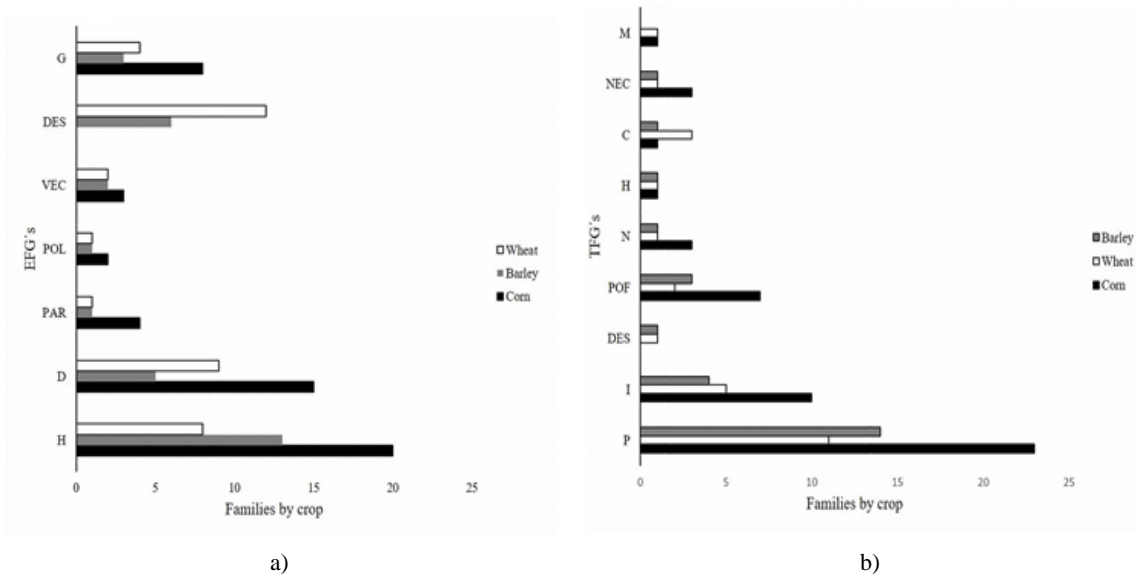 G
DES
VEC
POL
PAR
D
H
EFG´s
0 5 10 15 20 25
Families by crop
Wheat
Barley
Corn
a)
M
NEC
C
H
N
POF
DES
I
P
TFG´s
0 5 10 15 20 25
Families by crop
Barley
Wheat
Corn
b)